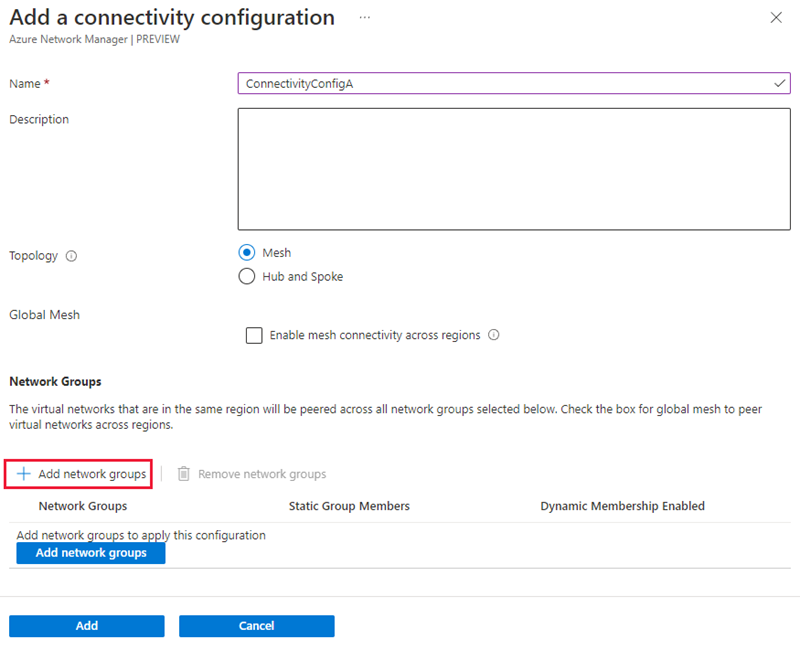 Add a connectivity configuration ...
Azure Network Manager | PREVIEW
Name *
ConnectivityConfigA
Description
Topology
Mesh
Hub and Spoke
Global Mesh
Enable mesh connectivity across regions
Network Groups
The virtual networks that are in the same region will be peered across all network groups selected below. Check the box for global mesh to peer
virtual networks across regions.
Add network groups
Remove network groups
Network Groups Static Group Members Dynamic Membership Enabled
Add network groups to apply this configuration
Add network groups
Add Cancel